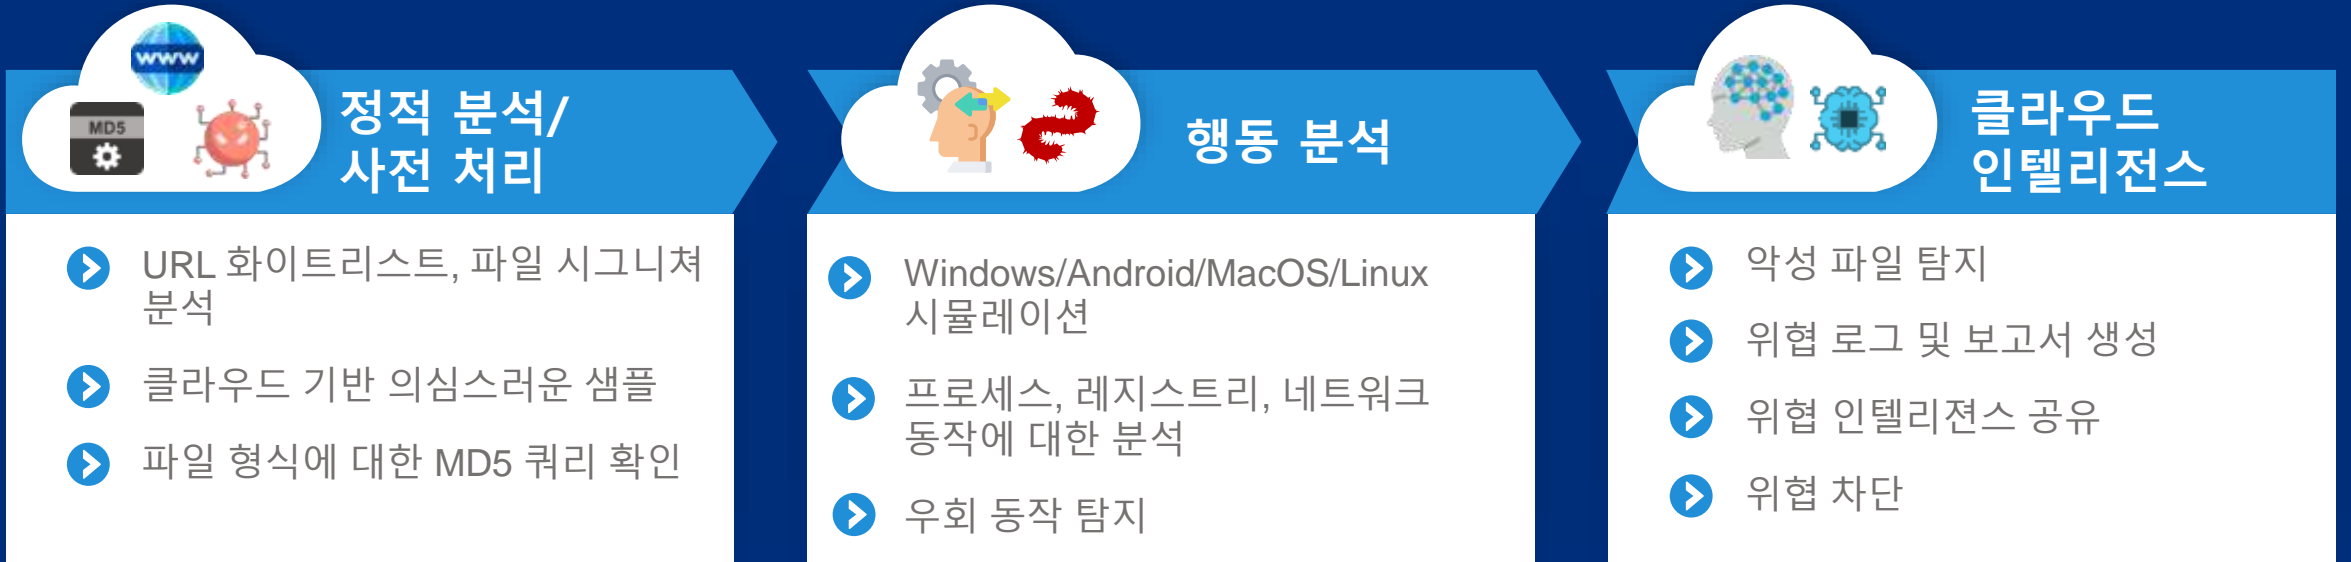 www
MD5
정적 분석/
사전 처리
URL 화이트리스트, 파일 시그니쳐
분석
클라우드 기반 의심스러운 샘플
파일 형식에 대한 MD5 쿼리 확인
행동 분석
Windows/Android/MacOS/Linux
시뮬레이션
프로세스, 레지스트리, 네트워크
동작에 대한 분석
우회 동작 탐지
클라우드
인텔리전스
악성 파일 탐지
위협 로그 및 보고서 생성
위협 인텔리젼스 공유
위협 차단